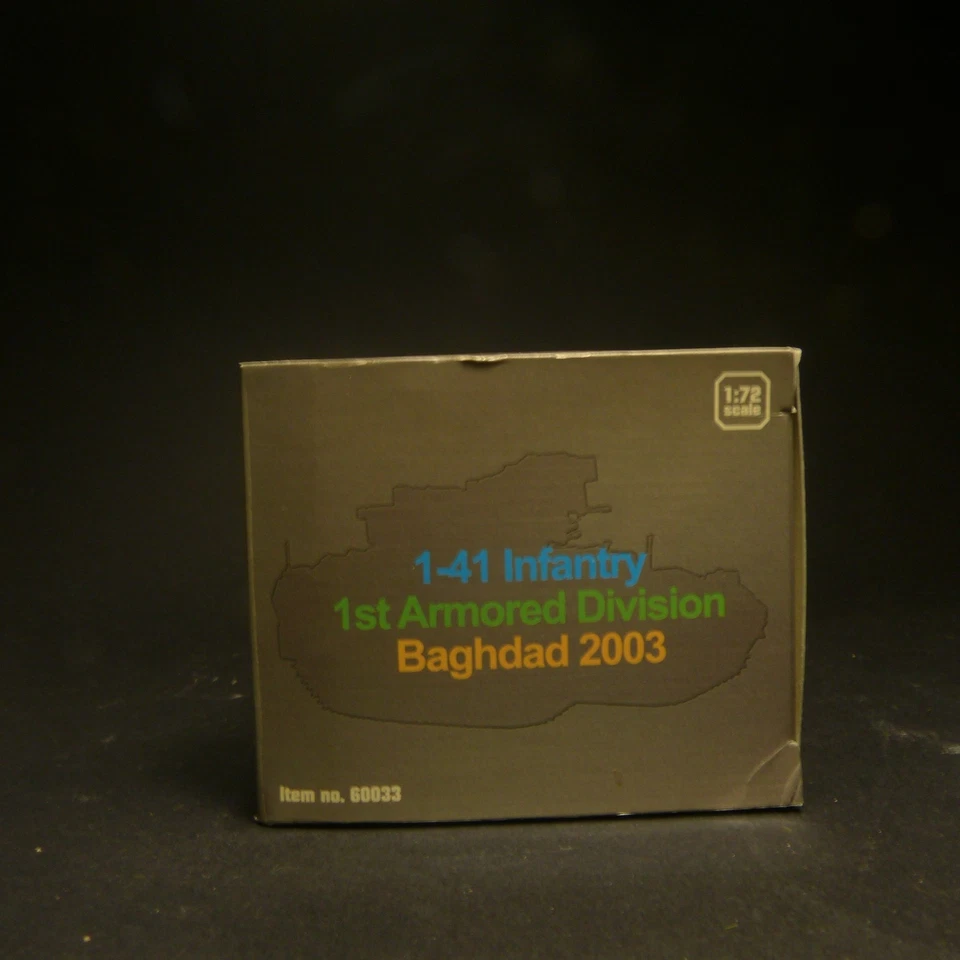 1:72
scale
1-41 Infantry
1st Armored Division
Baghdad 2003
Item no. 60033